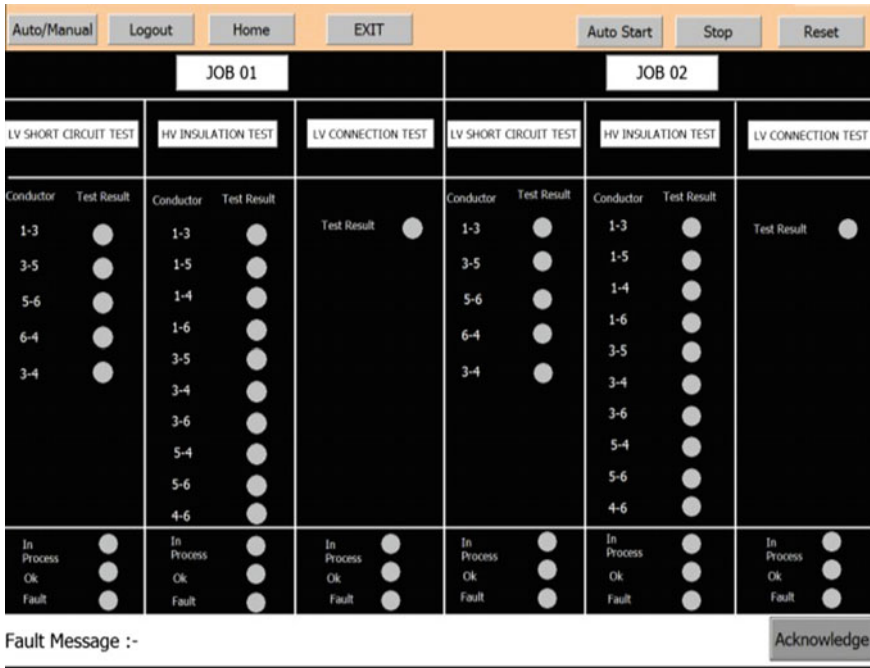 Auto/Manual Logout Home EXIT Auto Start Stop Reset
JOB 01 JOB 02
LV SHORT CIRCUIT TEST HV INSULATION TEST LV CONNECTION TEST LV SHORT CIRCUIT TEST HV INSULATION TEST LV CONNECTION TEST
Conductor Test Result
1-3
3-5
5-6
6-4
3-4
Conductor Test Result
1-3
1-5
1-4
1-6
3-5
3-4
3-6
5-4
5-6
4-6
Test Result
Conductor Test Result
1-3
3-5
5-6
6-4
3-4
Conductor Test Result
1-3
1-5
1-4
1-6
3-5
3-4
3-6
5-4
5-6
4-6
Test Result
In
Process
Ok
Fault
In
Process
Ok
Fault
In
Process
Ok
Fault
In
Process
Ok
Fault
In
Process
Ok
Fault
In
Process
Ok
Fault
Fault Message :- Acknowledge